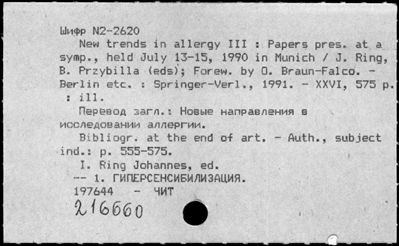 Шифр N2-2620
New trends in allergy III : Papers pres. at a
symp., held July 13-15, 1990 in Munich / J. Ring,
B. Przybilla (eds); Forew. by O. Braun-Falco. -
Berlin etc. : Springer-Verl., 1991. - XXVI, 575 p.
: ill.
Перевод загл.: Новые направления в
исследовании аллергии.
Bibliogr. at the end of art. - Auth., subject
ind.: p. 555-575.
I. Ring Johannes, ed.
-- 1. ГИПЕРСЕНСИБИЛИЗАЦИЯ.
197644 - ЧИТ
216660